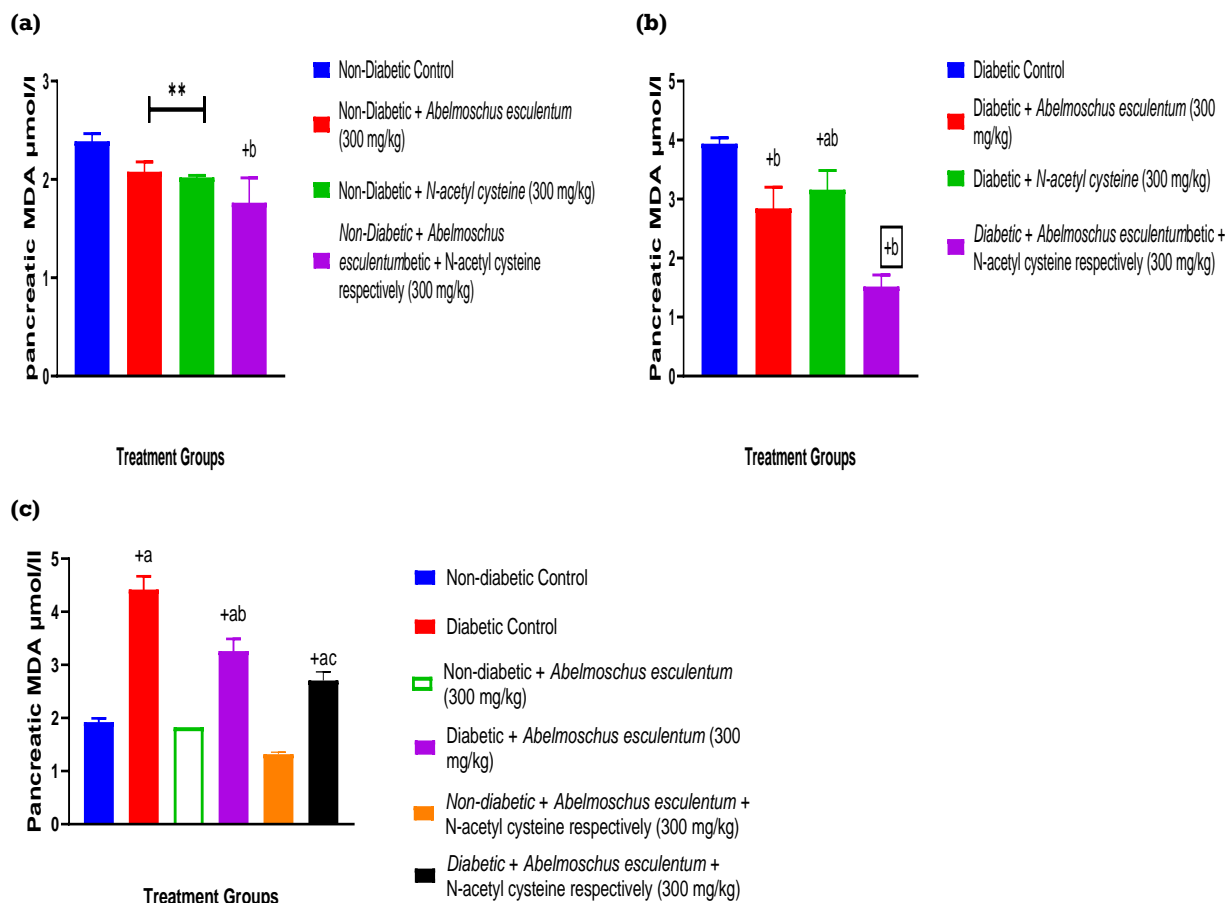 (a)
pancreatic MDA µmol/l
3
2
1
0
**
+b
Treatment Groups
Non-Diabetic Control
Non-Diabetic + Abelmoschus esculentum
(300 mg/kg)
Non-Diabetic + N-acetyl cysteine (300 mg/kg)
Non-Diabetic + Abelmoschus
esculentumbetic + N-acetyl cysteine
respectively (300 mg/kg)
(b)
Pancreatic MDA µmol/l
5
4
3
2
1
0
+b
+ab
+b
Treatment Groups
Diabetic Control
Diabetic + Abelmoschus esculentum (300
mg/kg)
Diabetic + N-acetyl cysteine (300 mg/kg)
Diabetic + Abelmoschus esculentumbetic +
N-acetyl cysteine respectively (300 mg/kg)
(c)
Pancreatic MDA µmol/ll
5
4
3
2
1
0
+a
+ab
+ac
Treatment Groups
Non-diabetic Control
Diabetic Control
Non-diabetic + Abelmoschus esculentum
(300 mg/kg)
Diabetic + Abelmoschus esculentum (300
mg/kg)
Non-diabetic + Abelmoschus esculentum +
N-acetyl cysteine respectively (300 mg/kg)
Diabetic + Abelmoschus esculentum +
N-acetyl cysteine respectively (300 mg/kg)